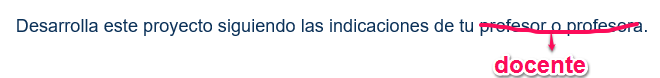 Desarrolla este proyecto siguiendo las indicaciones de tu profesor o profesora.
docente